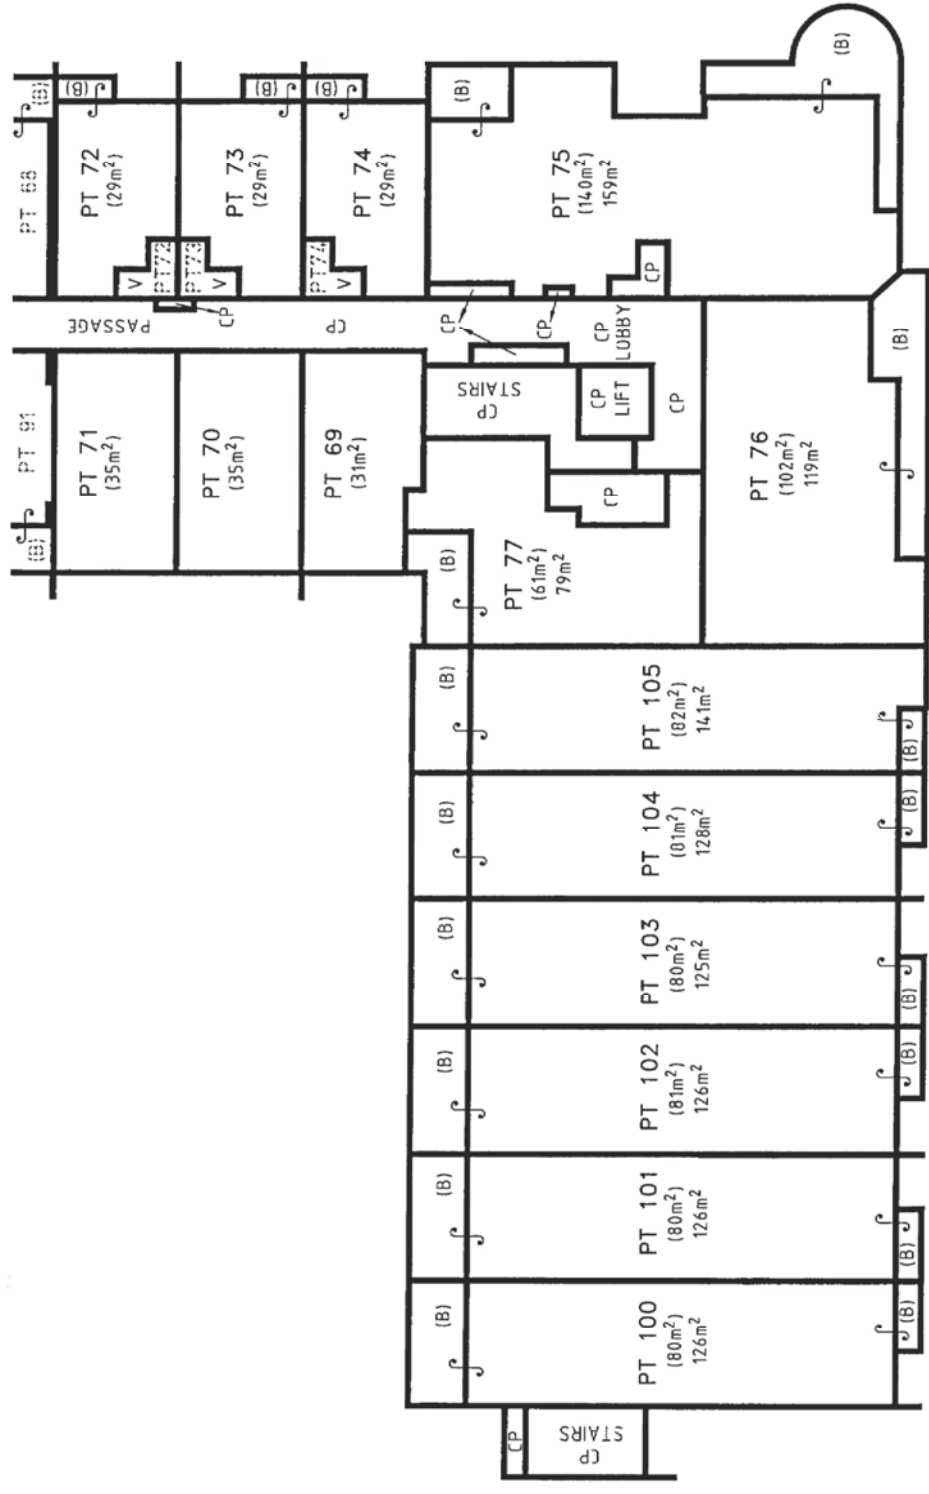 PT 68
(B)
(B)
PT 72
(29m²)
V
PT72
PT73
V
PT 73
(29m²)
(B)
(B)
PT 74
(29m²)
PT74
V
(B)
PT 75
(140m²)
159m²
(B)
CP
PASSAGE
CP
CP
CP
CP
CP
LOBBY
PT 91
(B)
PT 71
(35m²)
PT 70
(35m²)
PT 69
(31m²)
CP
STAIRS
CP
LIFT
CP
CP
PT 76
(102m²)
119m²
(B)
(B)
PT 77
(61m²)
79m²
(B)
PT 105
(82m²)
141m²
(B)
(B)
PT 104
(81m²)
128m²
(B)
(B)
PT 103
(80m²)
125m²
(B)
(B)
PT 102
(81m²)
126m²
(B)
(B)
PT 101
(80m²)
126m²
(B)
(B)
PT 100
(80m²)
126m²
(B)
CP
CP
STAIRS